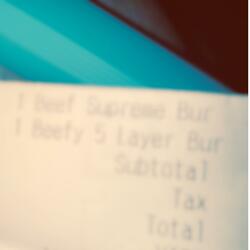 1 Beef Supreme Bur
1 Beefy 5 Layer Bur
Subtotal
Tax
Total